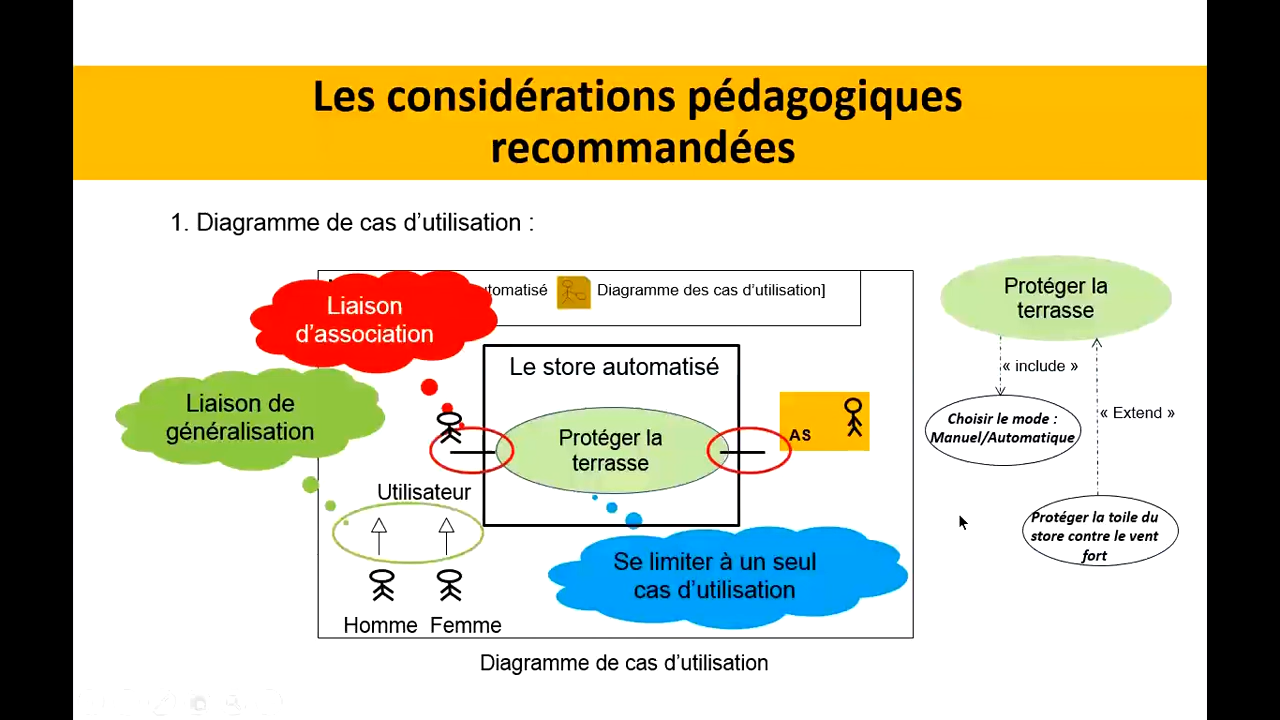 Les considérations pédagogiques
recommandées
1. Diagramme de cas d’utilisation :
Diagramme des cas d’utilisation]
Liaison
d’association
Liaison de
généralisation
Le store automatisé
Protéger la
terrasse
AS
Utilisateur
Homme Femme
Se limiter à un seul
cas d’utilisation
Diagramme de cas d’utilisation
Protéger la
terrasse
« include »
Choisir le mode :
Manuel/Automatique
« Extend »
Protéger la toile du
store contre le vent
fort